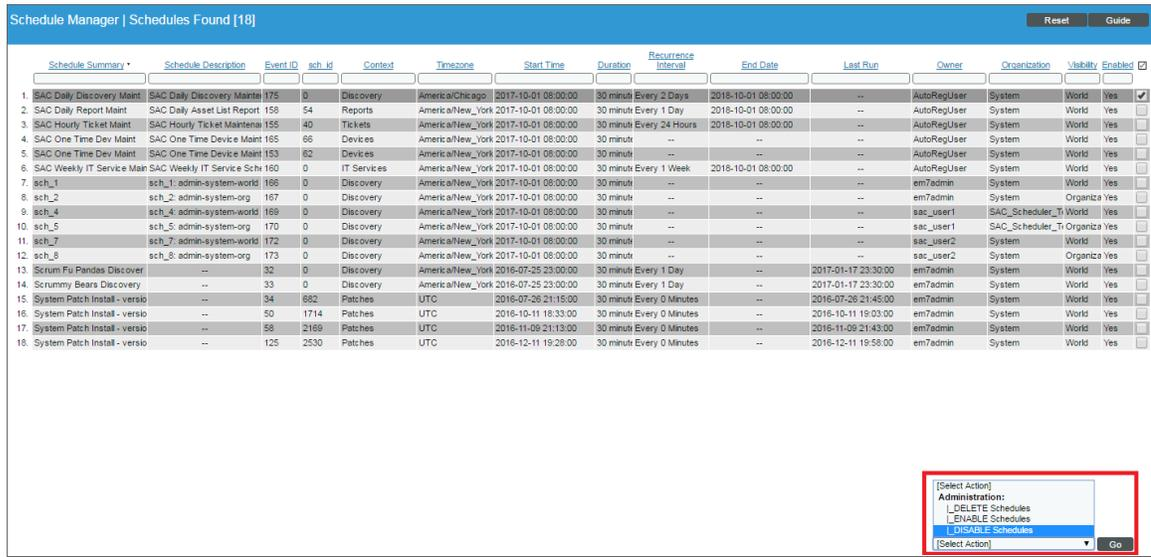 Schedule Manager | Schedules Found [18]
Reset Guide
Schedule Summary Schedule Description Event ID sch_id Context Timezone Start Time Duration Recurrence Interval End Date Last Run Owner Organization Visibility Enabled
1. SAC Daily Discovery Maint SAC Daily Discovery Mainter 175 0 Discovery America/Chicago 2017-10-01 08:00:00 30 minute Every 2 Days 2018-10-01 08:00:00 -- AutoRegUser System World Yes
2. SAC Daily Report Maint SAC Daily Asset List Report 158 54 Reports America/New_York 2017-10-01 08:00:00 30 minute Every 1 Day 2018-10-01 08:00:00 -- AutoRegUser System World Yes
3. SAC Hourly Ticket Maint SAC Hourly Ticket Maintenar 155 40 Tickets America/New_York 2017-10-01 08:00:00 30 minute Every 24 Hours 2018-10-01 08:00:00 -- AutoRegUser System World Yes
4. SAC One Time Dev Maint SAC One Time Device Maint 165 66 Devices America/New_York 2017-10-01 08:00:00 30 minute -- -- -- AutoRegUser System World Yes
5. SAC One Time Dev Maint SAC One Time Device Maint 153 62 Devices America/New_York 2017-10-01 08:00:00 30 minute -- -- -- AutoRegUser System World Yes
6. SAC Weekly IT Service Main SAC Weekly IT Service Sche 160 0 IT Services America/New_York 2017-10-01 08:00:00 30 minute Every 1 Week 2018-10-01 08:00:00 -- AutoRegUser System World Yes
7. sch_1 sch_1: admin-system-world 166 0 Discovery America/New_York 2017-10-01 08:00:00 30 minute -- -- -- em7admin System World Yes
8. sch_2 sch_2: admin-system-org 167 0 Discovery America/New_York 2017-10-01 08:00:00 30 minute -- -- -- em7admin System Organiza Yes
9. sch_4 sch_4: admin-system-world 169 0 Discovery America/New_York 2017-10-01 08:00:00 30 minute -- -- -- sac_user1 SAC_Scheduler_T World Yes
10. sch_5 sch_5: admin-system-org 170 0 Discovery America/New_York 2017-10-01 08:00:00 30 minute -- -- -- sac_user1 SAC_Scheduler_T Organiza Yes
11. sch_7 sch_7: admin-system-world 172 0 Discovery America/New_York 2017-10-01 08:00:00 30 minute -- -- -- sac_user2 System World Yes
12. sch_8 sch_8: admin-system-org 173 0 Discovery America/New_York 2017-10-01 08:00:00 30 minute -- -- -- sac_user2 System Organiza Yes
13. Scrum Fu Pandas Discover -- 32 0 Discovery America/New_York 2016-07-25 23:00:00 30 minute Every 1 Day -- 2017-01-17 23:30:00 em7admin System World Yes
14. Scrummy Bears Discovery -- 33 0 Discovery America/New_York 2016-07-25 23:00:00 30 minute Every 1 Day -- 2017-01-17 23:30:00 em7admin System World Yes
15. System Patch Install - versio -- 34 682 Patches UTC 2016-07-26 21:15:00 30 minute Every 0 Minutes -- 2016-07-26 21:45:00 em7admin System World Yes
16. System Patch Install - versio -- 50 1714 Patches UTC 2016-10-11 18:33:00 30 minute Every 0 Minutes -- 2016-10-11 19:03:00 em7admin System World Yes
17. System Patch Install - versio -- 58 2169 Patches UTC 2016-11-09 21:13:00 30 minute Every 0 Minutes -- 2016-11-09 21:43:00 em7admin System World Yes
18. System Patch Install - versio -- 125 2530 Patches UTC 2016-12-11 19:28:00 30 minute Every 0 Minutes -- 2016-12-11 19:58:00 em7admin System World Yes
[Select Action]
Administration:
|_DELETE Schedules
|_ENABLE Schedules
|_DISABLE Schedules
[Select Action] Go